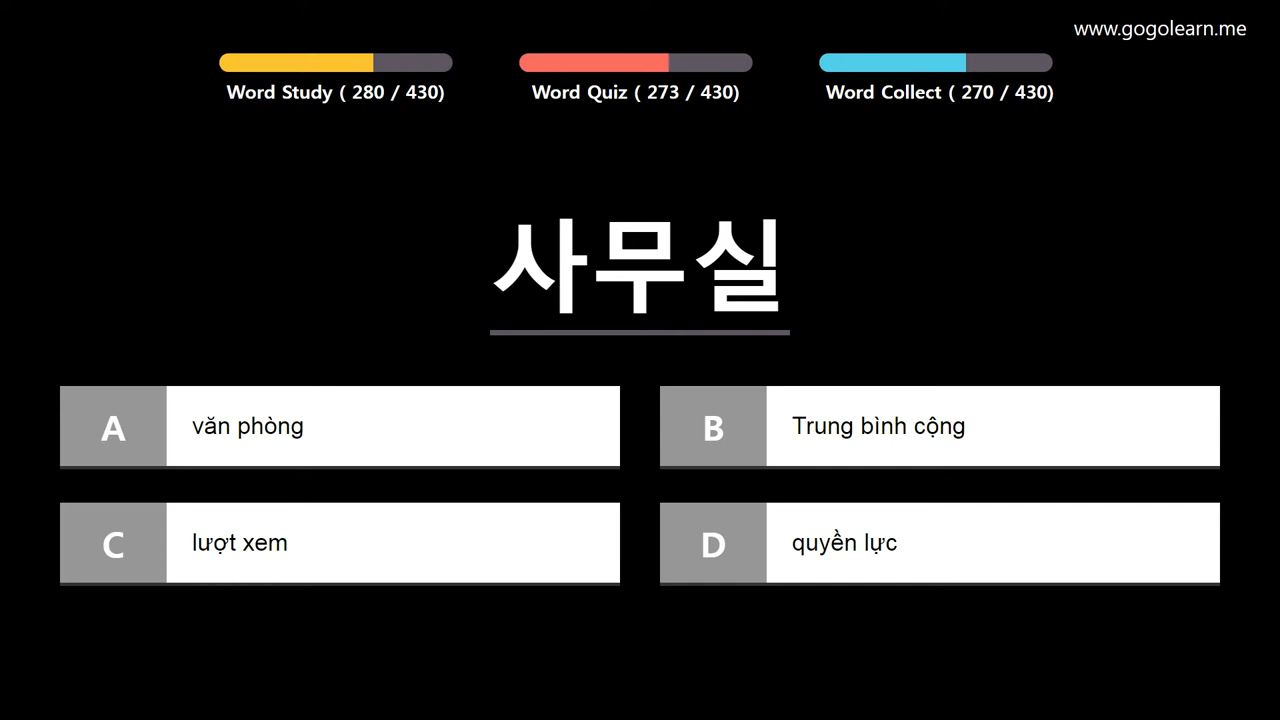 www.gogolearn.me
Word Study ( 280 / 430)
Word Quiz ( 273 / 430)
Word Collect ( 270 / 430)
사무실
A văn phòng
B Trung bình cộng
C lượt xem
D quyền lực